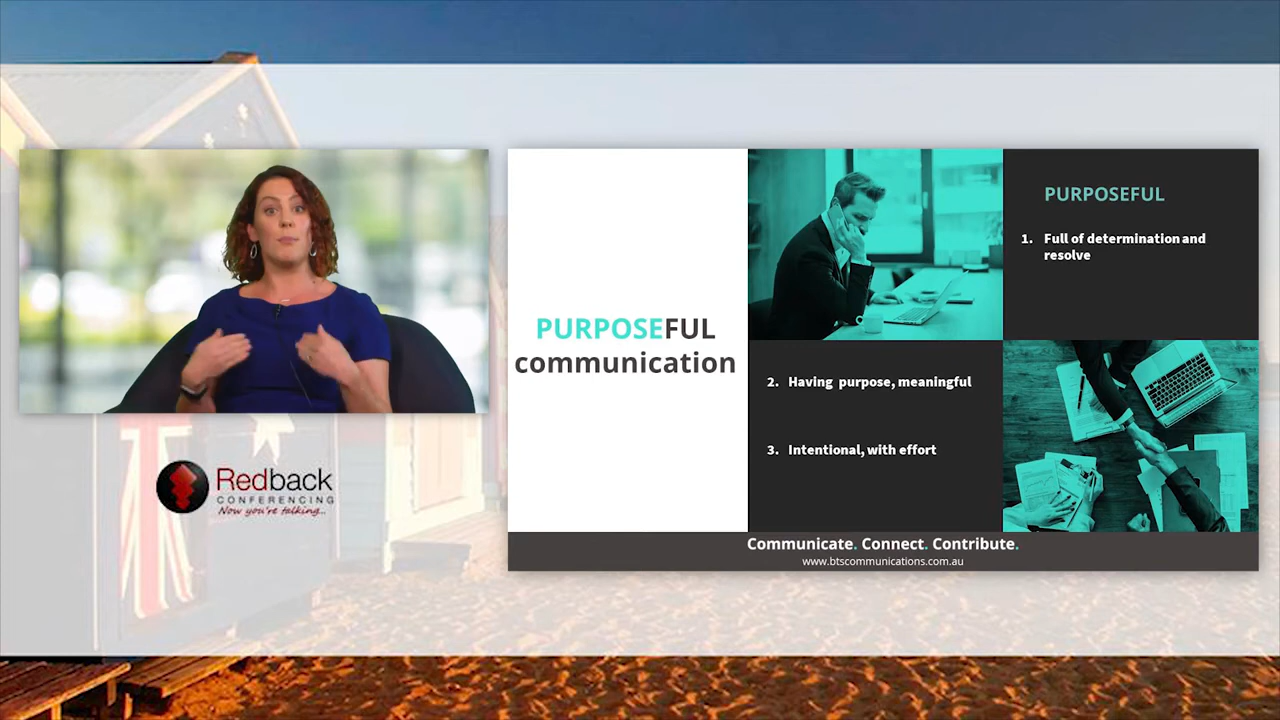 Redback
CONFERENCING
Now you're talking...
PURPOSEFUL
communication
PURPOSEFUL
1. Full of determination and
resolve
2. Having purpose, meaningful
3. Intentional, with effort
Communicate. Connect. Contribute.
www.btscommunications.com.au